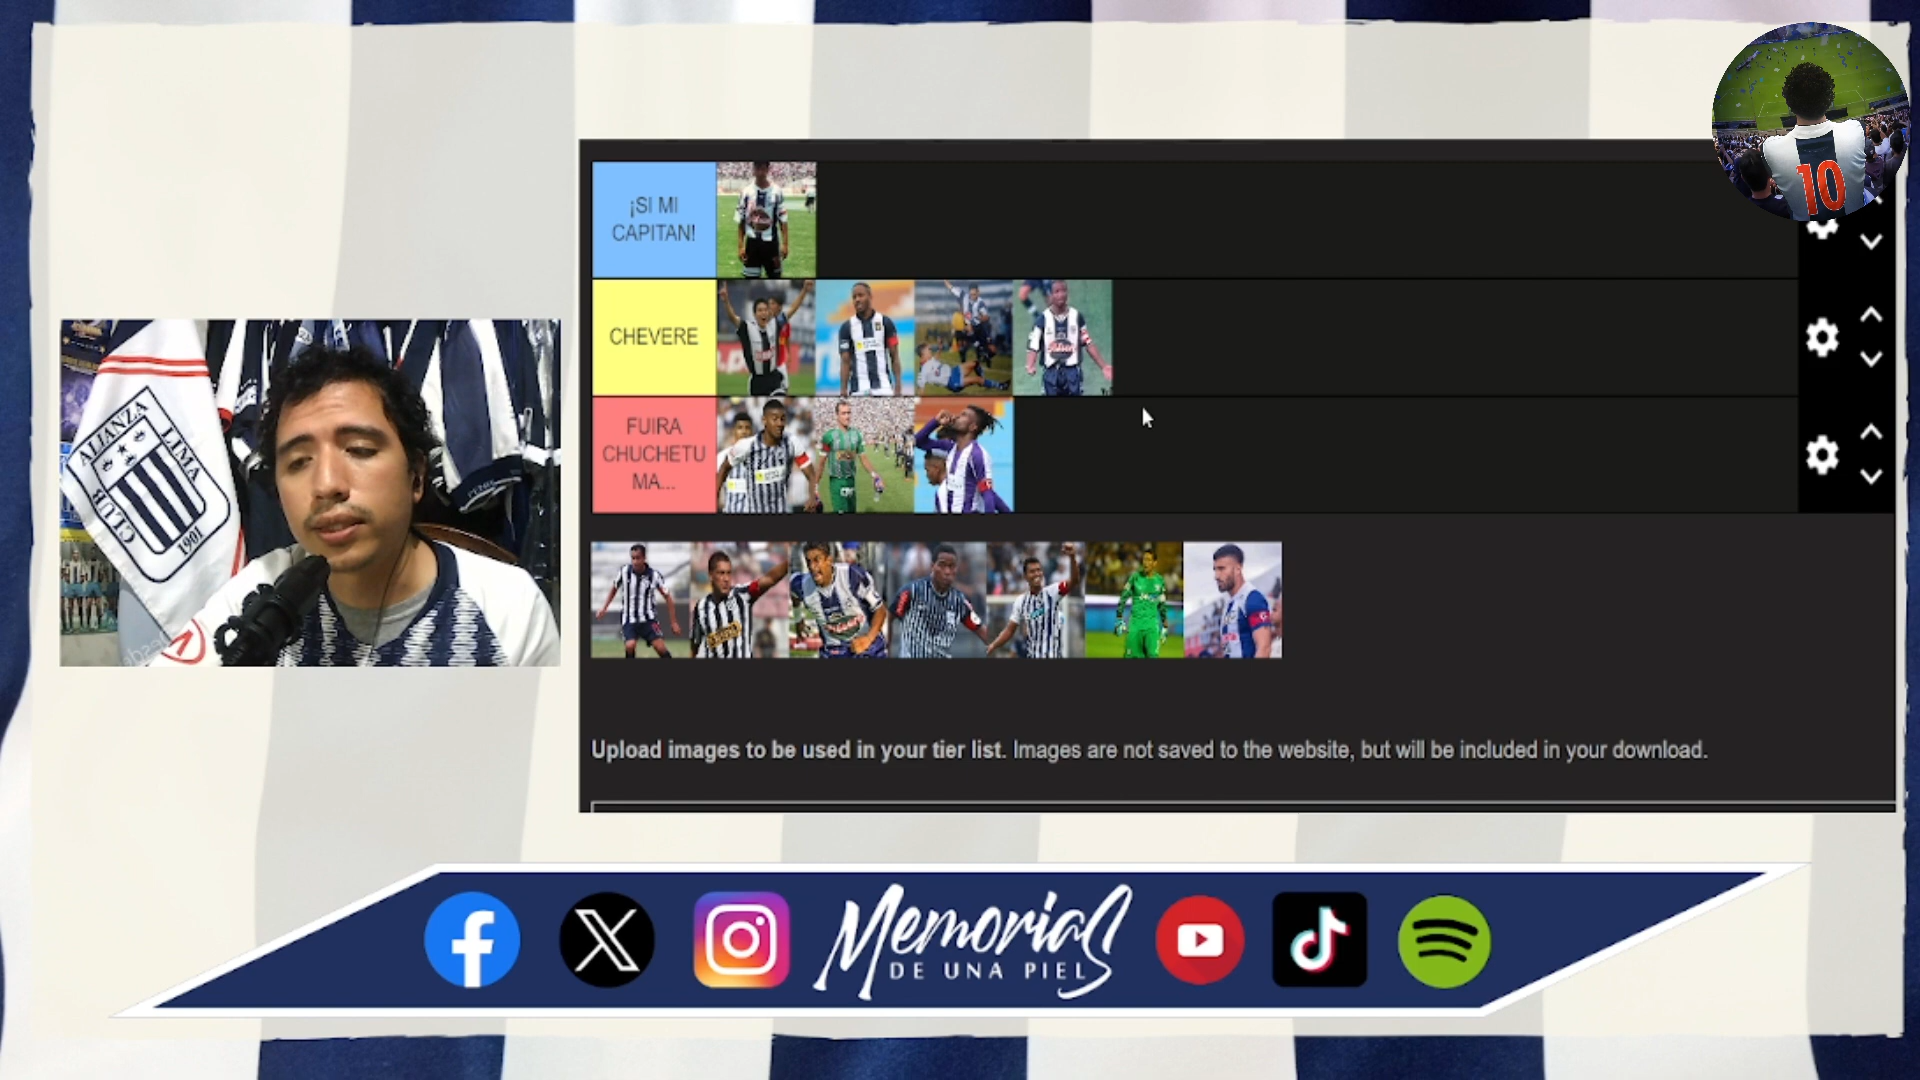 ¡SI MI
CAPITAN!
CHEVERE
FUIRA
CHUCHETU
MA...
10
ALIANZA
LIMA
CLUB
1901
Upload images to be used in your tier list. Images are not saved to the website, but will be included in your download.
Memorias
DE UNA PIEL